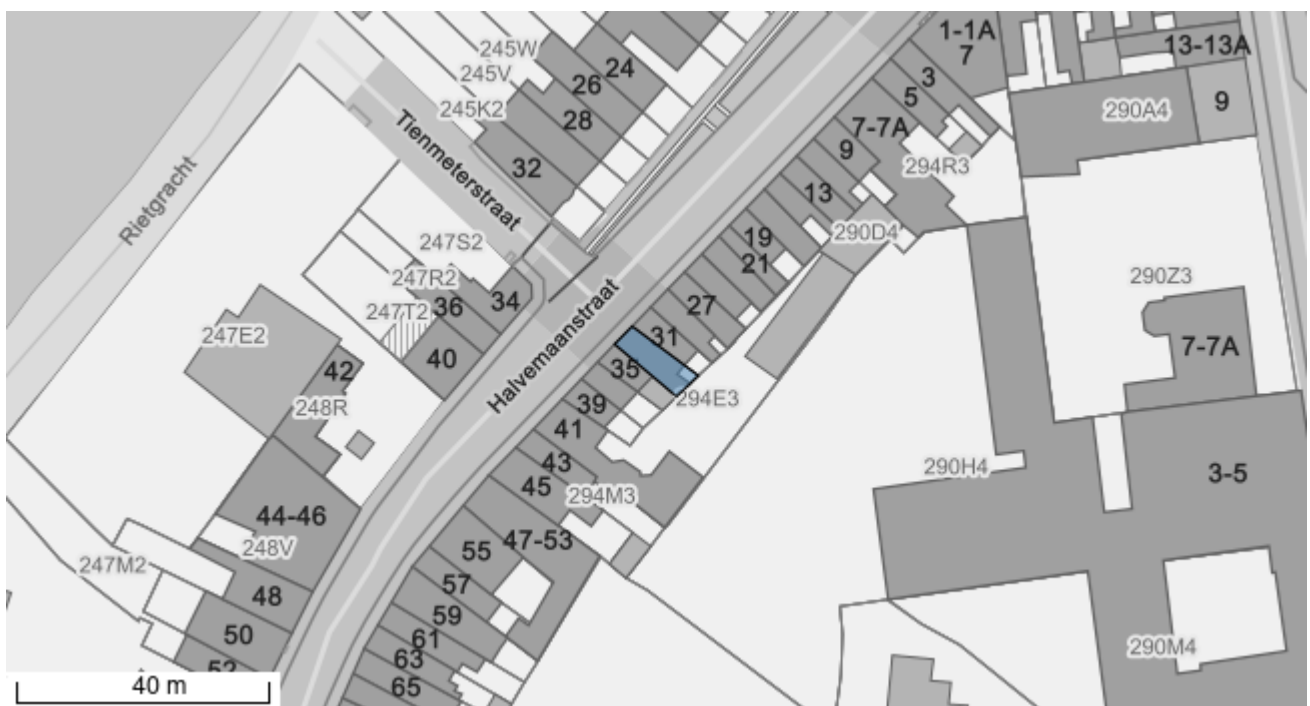 1-1A
7
13-13A
245W
24
3
245V
26
5
9
290A4
245K2
28
7-7A
Tienmeterstraat
9
294R3
32
13
Rietgracht
247S2
19
290D4
21
290Z3
247R2
36
34
27
247T2
Halvemaanstraat
31
247E2
40
7-7A
42
35
294E3
248R
39
41
43
290H4
45
294M3
3-5
44-46
47-53
248V
55
247M2
57
48
59
50
61
290M4
52
63
65
40 m